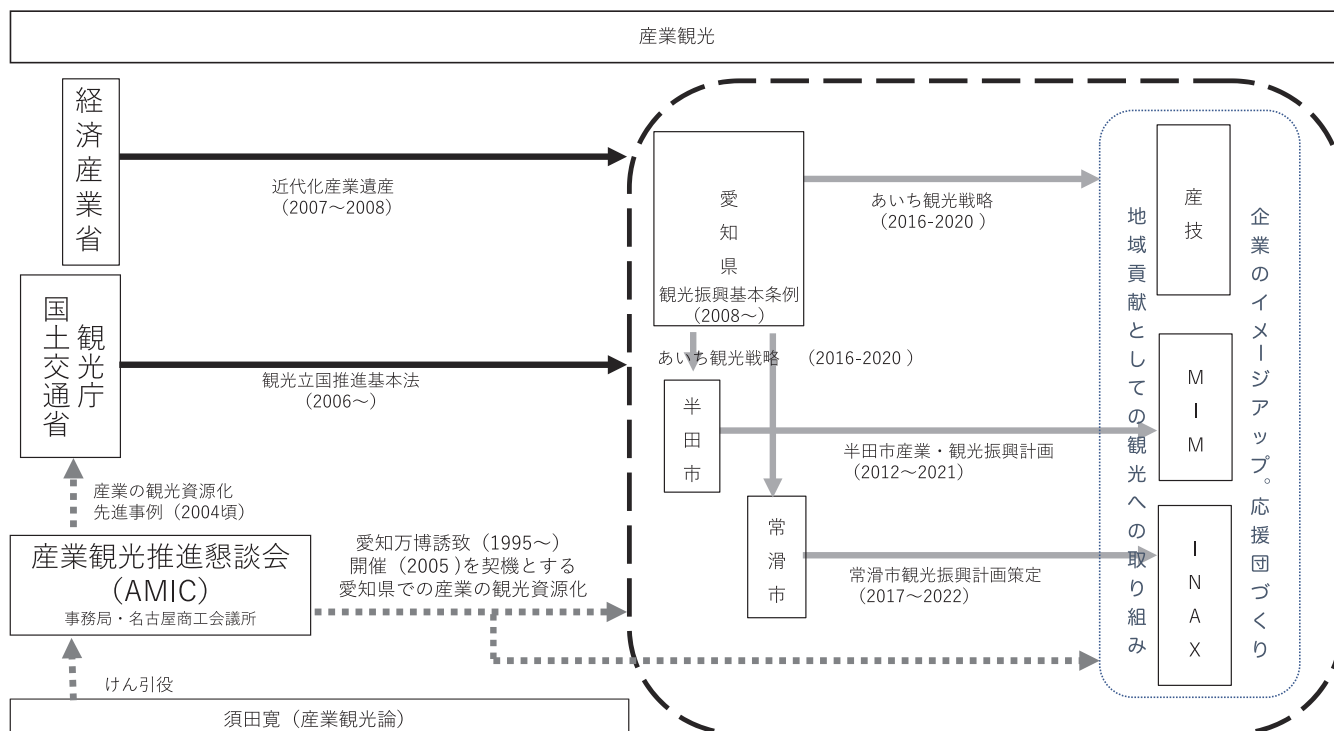 産業観光
経済産業省
近代化産業遺産
(2007～2008)
国土交通省
観光庁
観光立国推進基本法
(2006～)
産業の観光資源化
先進事例（2004頃）
産業観光推進懇談会
(AMIC)
事務局・名古屋商工会議所
けん引役
須田寛（産業観光論）
愛知万博誘致（1995～）
開催（2005）を契機とする
愛知県での産業の観光資源化
愛知県
観光振興基本条例
(2008～)
あいち観光戦略
(2016-2020 )
あいち観光戦略 (2016-2020 )
半田市
半田市産業・観光振興計画
(2012～2021)
常滑市
常滑市観光振興計画策定
(2017～2022)
産技
MIM
INAX
企業のイメージアップ。応援団づくり
地域貢献としての観光への取り組み